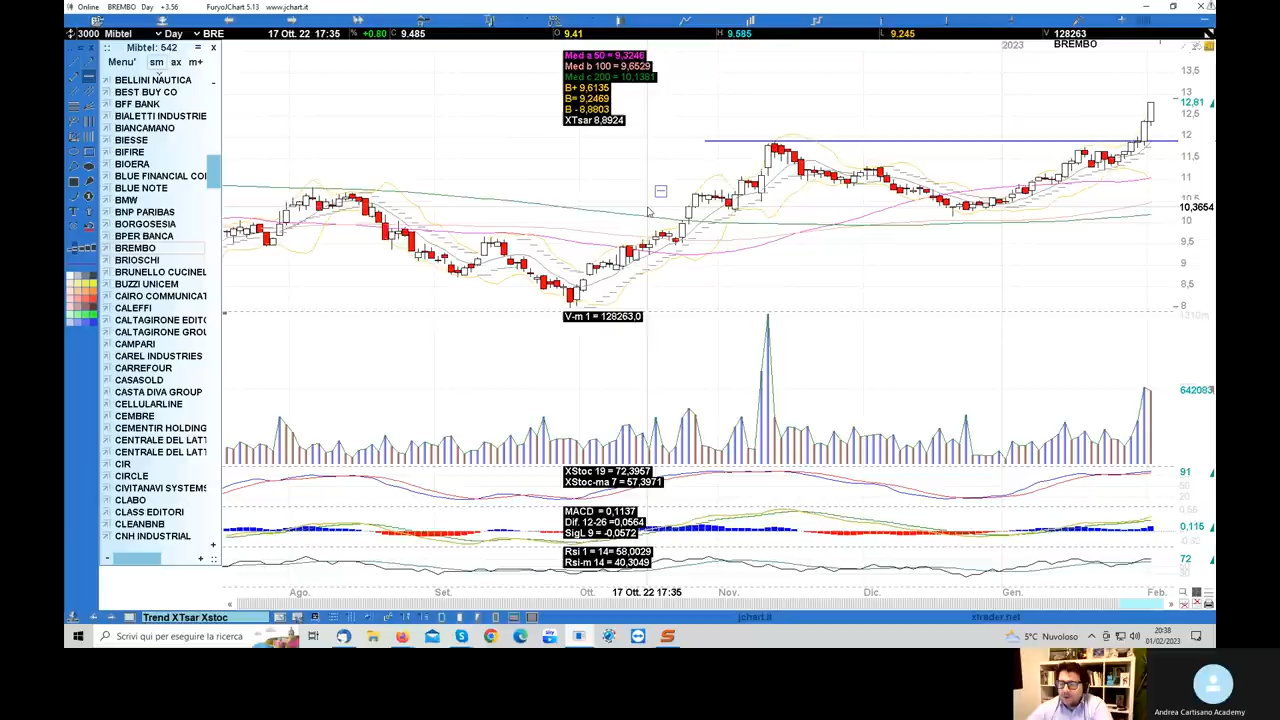 Online BREMBO Day +3.56 FuryoJChart 5.13 www.jchart.it
3000 Mibtel Day BRE 17 Ott. 22 17:35 % +0.80 C 9.485 O 9.41 H 9.585 L 9.245 V 128263
Mibtel: 542
Menu' sm ax m+
BELLINI NAUTICA
BEST BUY CO
BFF BANK
BIALETTI INDUSTRIE
BIANCAMANO
BIESSE
BIFIRE
BIOERA
BLUE FINANCIAL CO
BLUE NOTE
BMW
BNP PARIBAS
BORGOSESIA
BPER BANCA
BREMBO
BRIOSCHI
BRUNELLO CUCINEL
BUZZI UNICEM
CAIRO COMMUNICAT
CALEFFI
CALTAGIRONE EDIT
CALTAGIRONE GROU
CAMPARI
CAREL INDUSTRIES
CARREFOUR
CASASOLD
CASTA DIVA GROUP
CELLULARLINE
CEMBRE
CEMENTIR HOLDING
CENTRALE DEL LATT
CENTRALE DEL LATT
CIR
CIRCLE
CIVITANAVI SYSTEMS
CLABO
CLASS EDITORI
CLEANBNB
CNH INDUSTRIAL
2023 BREMBO
Med a 50 = 9,3246
Med b 100 = 9,6529
Med c 200 = 10,1381
B+ 9,6135
B= 9,2469
B - 8,8803
XTsar 8,8924
13,5
13
12,81
12,5
12
11,5
11
10,5
10,3654
10
9,5
9
8,5
8
V-m 1 = 128263,0
642083
XStoc 19 = 72,3957
XStoc-ma 7 = 57,3971
91
50
20
MACD = 0,1137
Dif. 12-26 =0,0564
SigL 9 = -0,0572
0,115
Rsi 1 = 14= 58,0029
Rsi-m 14 = 40,3049
72
Ago. Set. Ott. 17 Ott. 22 17:35 Nov. Dic. Gen. Feb.
Trend XTsar Xstoc jchart.it xtrader.net
Scrivi qui per eseguire la ricerca 5°C Nuvoloso 20:38
01/02/2023
Andrea Cartisano Academy